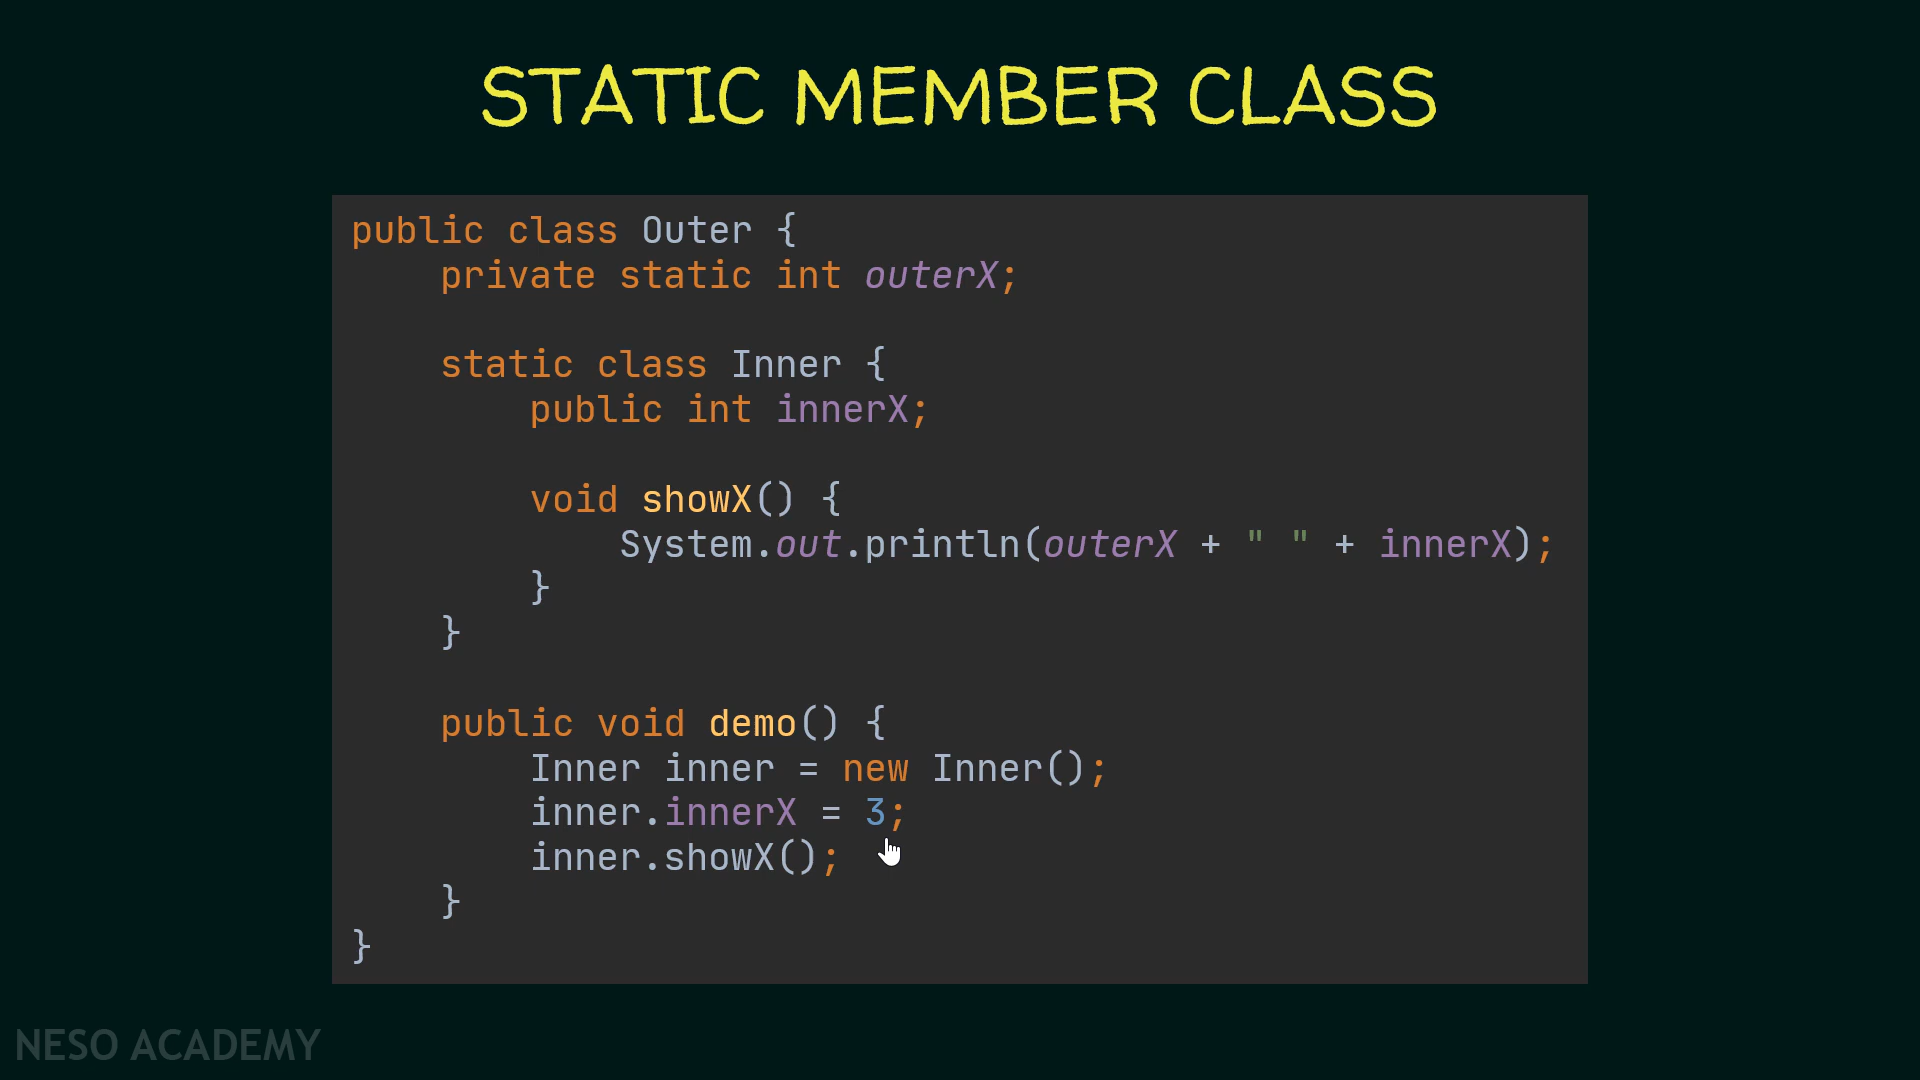 STATIC MEMBER CLASS
public class Outer {
private static int outerX;
static class Inner {
public int innerX;
void showX() {
System.out.println(outerX + " " + innerX);
}
}
public void demo() {
Inner inner = new Inner();
inner.innerX = 3;
inner.showX();
}
}
NESO ACADEMY